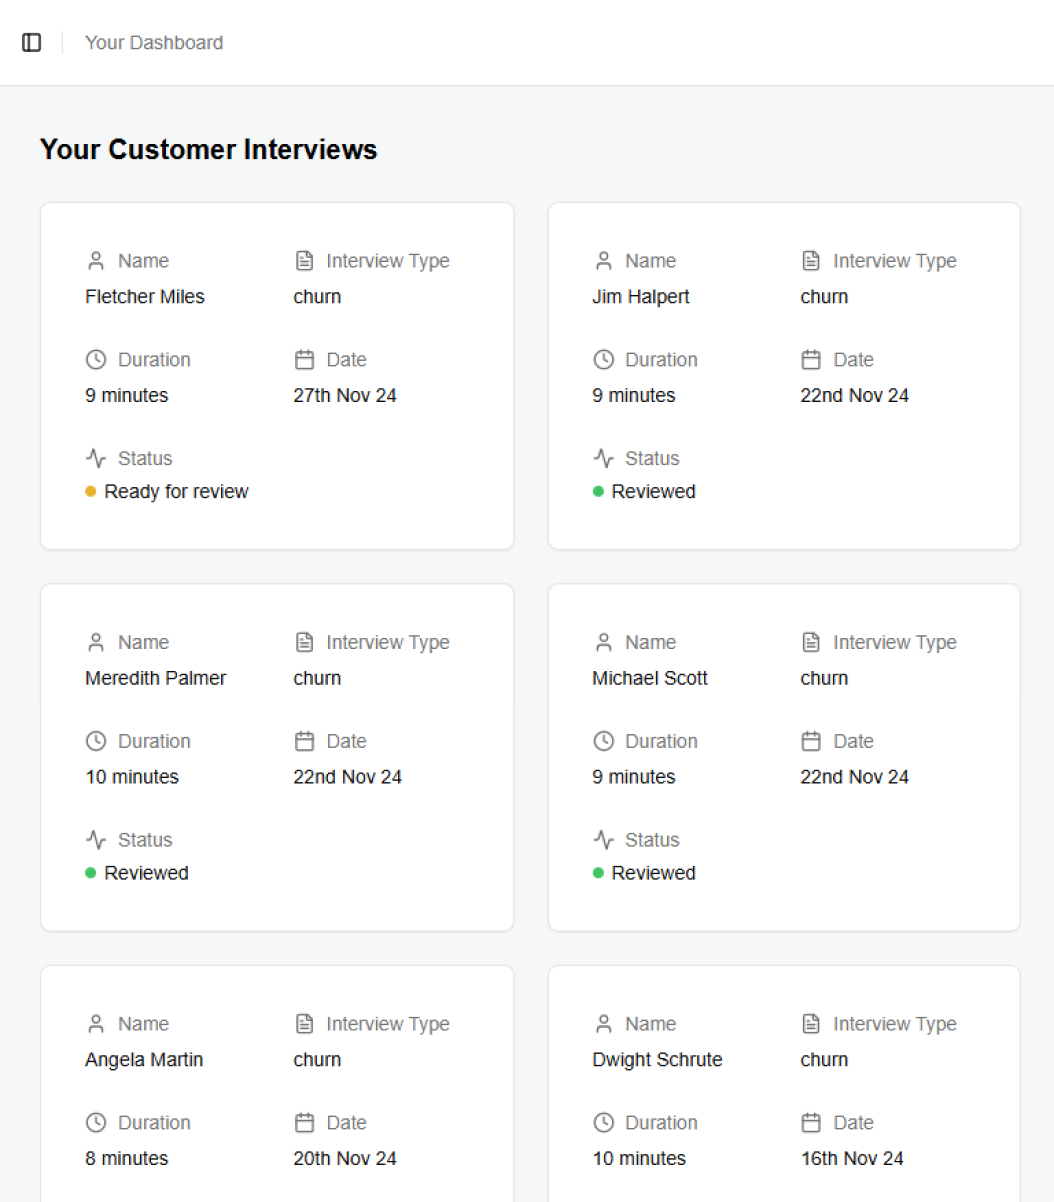 Your Dashboard
Your Customer Interviews
Name Interview Type
Fletcher Miles churn
Duration Date
9 minutes 27th Nov 24
Status
Ready for review
Name Interview Type
Jim Halpert churn
Duration Date
9 minutes 22nd Nov 24
Status
Reviewed
Name Interview Type
Meredith Palmer churn
Duration Date
10 minutes 22nd Nov 24
Status
Reviewed
Name Interview Type
Michael Scott churn
Duration Date
9 minutes 22nd Nov 24
Status
Reviewed
Name Interview Type
Angela Martin churn
Duration Date
8 minutes 20th Nov 24
Name Interview Type
Dwight Schrute churn
Duration Date
10 minutes 16th Nov 24